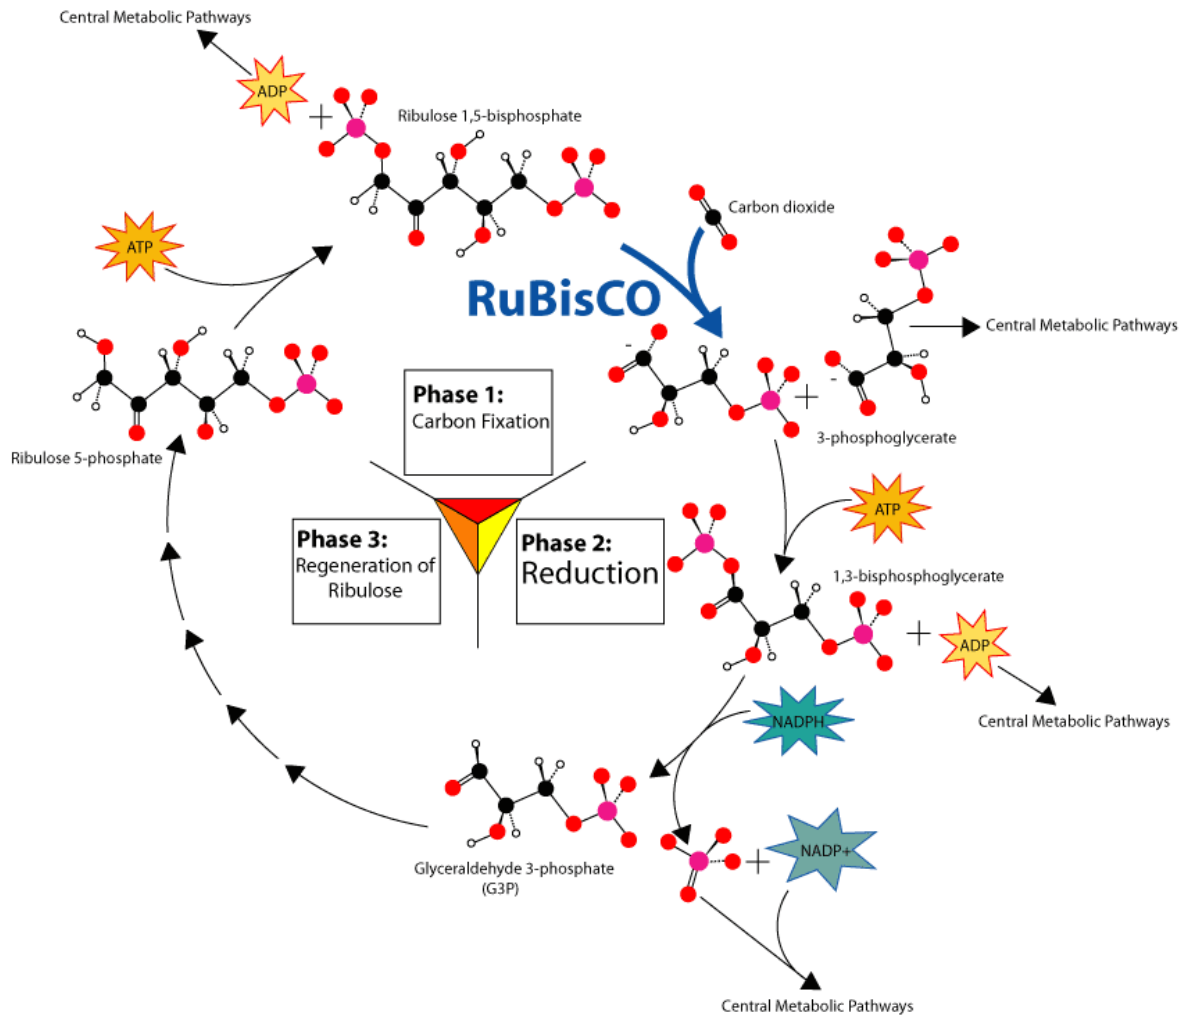 Central Metabolic Pathways
ADP
+
Ribulose 1,5-bisphosphate
Carbon dioxide
ATP
RuBisCO
Central Metabolic Pathways
-
-
+
3-phosphoglycerate
Phase 1:
Carbon Fixation
Ribulose 5-phosphate
ATP
Phase 3:
Regeneration of
Ribulose
Phase 2:
Reduction
1,3-bisphosphoglycerate
+
ADP
Central Metabolic Pathways
NADPH
NADP+
+
Glyceraldehyde 3-phosphate
(G3P)
Central Metabolic Pathways